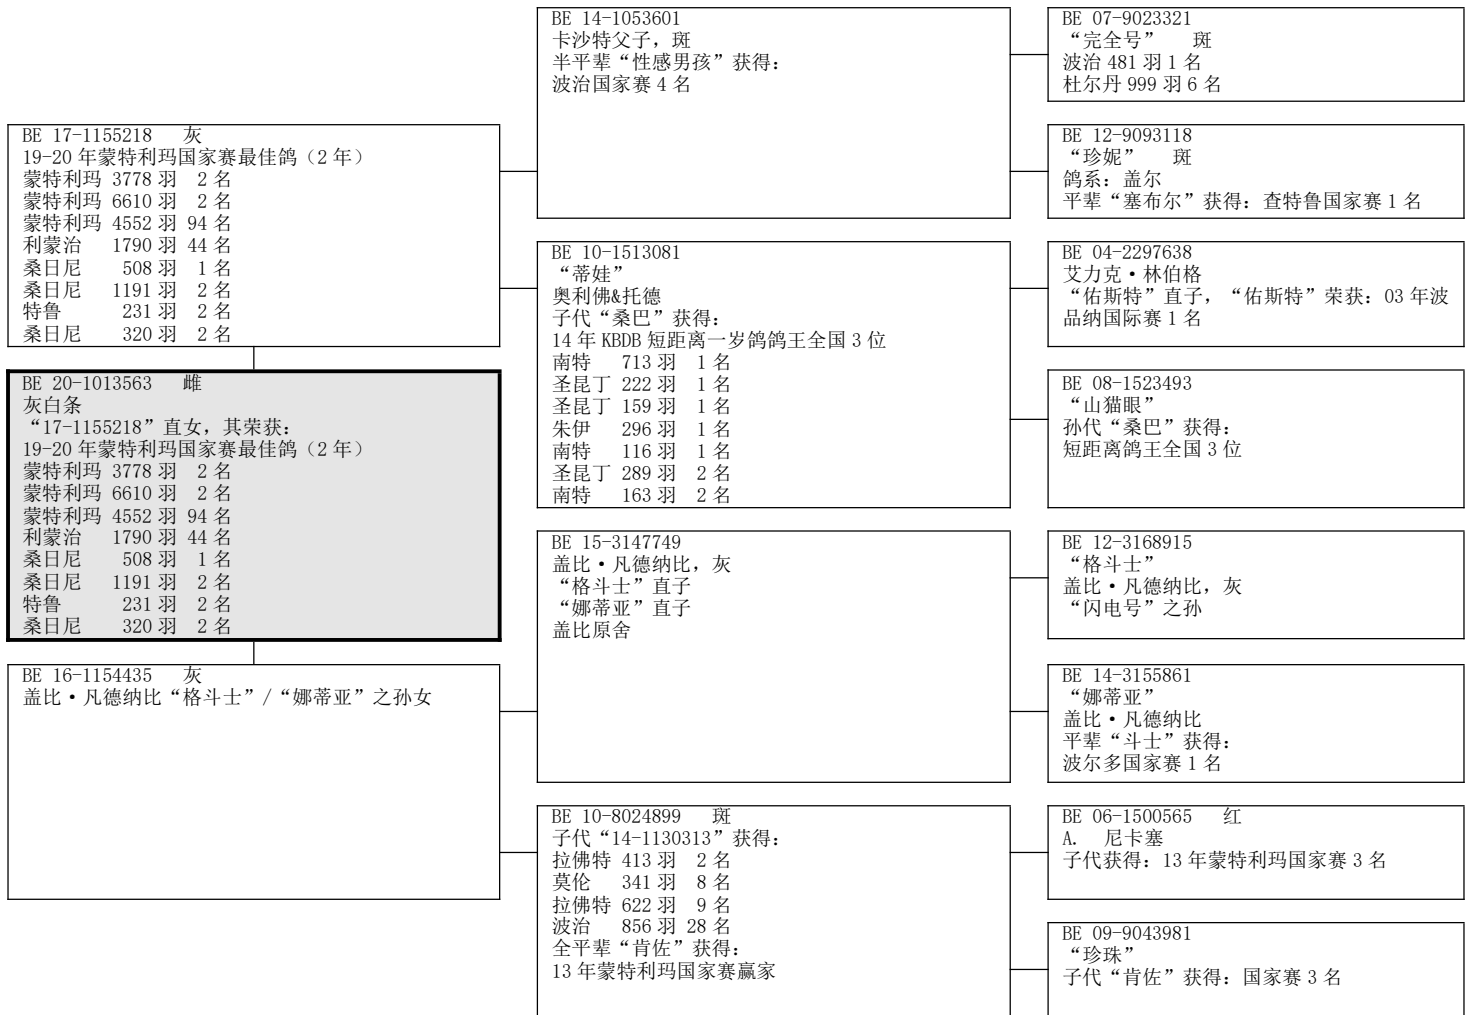 BE 17-1155218 灰
19-20 年蒙特利玛国家赛最佳鸽（2 年）
蒙特利玛 3778 羽 2 名
蒙特利玛 6610 羽 2 名
蒙特利玛 4552 羽 94 名
利蒙治 1790 羽 44 名
桑日尼 508 羽 1 名
桑日尼 1191 羽 2 名
特鲁 231 羽 2 名
桑日尼 320 羽 2 名
BE 20-1013563 雌
灰白条
“17-1155218”直女，其荣获：
19-20 年蒙特利玛国家赛最佳鸽（2 年）
蒙特利玛 3778 羽 2 名
蒙特利玛 6610 羽 2 名
蒙特利玛 4552 羽 94 名
利蒙治 1790 羽 44 名
桑日尼 508 羽 1 名
桑日尼 1191 羽 2 名
特鲁 231 羽 2 名
桑日尼 320 羽 2 名
BE 16-1154435 灰
盖比·凡德纳比“格斗士”/“娜蒂亚”之孙女
BE 14-1053601
卡沙特父子，斑
半平辈“性感男孩”获得：
波治国家赛 4 名
BE 10-1513081
“蒂娃”
奥利佛&托德
子代“桑巴”获得：
14 年 KBDB 短距离一岁鸽鸽王全国 3 位
南特 713 羽 1 名
圣昆丁 222 羽 1 名
圣昆丁 159 羽 1 名
朱伊 296 羽 1 名
南特 116 羽 1 名
圣昆丁 289 羽 2 名
南特 163 羽 2 名
BE 15-3147749
盖比·凡德纳比，灰
“格斗士”直子
“娜蒂亚”直子
盖比原舍
BE 10-8024899 斑
子代“14-1130313”获得：
拉佛特 413 羽 2 名
莫伦 341 羽 8 名
拉佛特 622 羽 9 名
波治 856 羽 28 名
全平辈“肯佐”获得：
13 年蒙特利玛国家赛赢家
BE 07-9023321
“完全号” 斑
波治 481 羽 1 名
杜尔丹 999 羽 6 名
BE 12-9093118
“珍妮” 斑
鸽系：盖尔
平辈“塞布尔”获得：查特鲁国家赛 1 名
BE 04-2297638
艾力克·林伯格
“佑斯特”直子，“佑斯特”荣获：03 年波
品纳国际赛 1 名
BE 08-1523493
“山猫眼”
孙代“桑巴”获得：
短距离鸽王全国 3 位
BE 12-3168915
“格斗士”
盖比·凡德纳比，灰
“闪电号”之孙
BE 14-3155861
“娜蒂亚”
盖比·凡德纳比
平辈“斗士”获得：
波尔多国家赛 1 名
BE 06-1500565 红
A. 尼卡塞
子代获得：13 年蒙特利玛国家赛 3 名
BE 09-9043981
“珍珠”
子代“肯佐”获得：国家赛 3 名